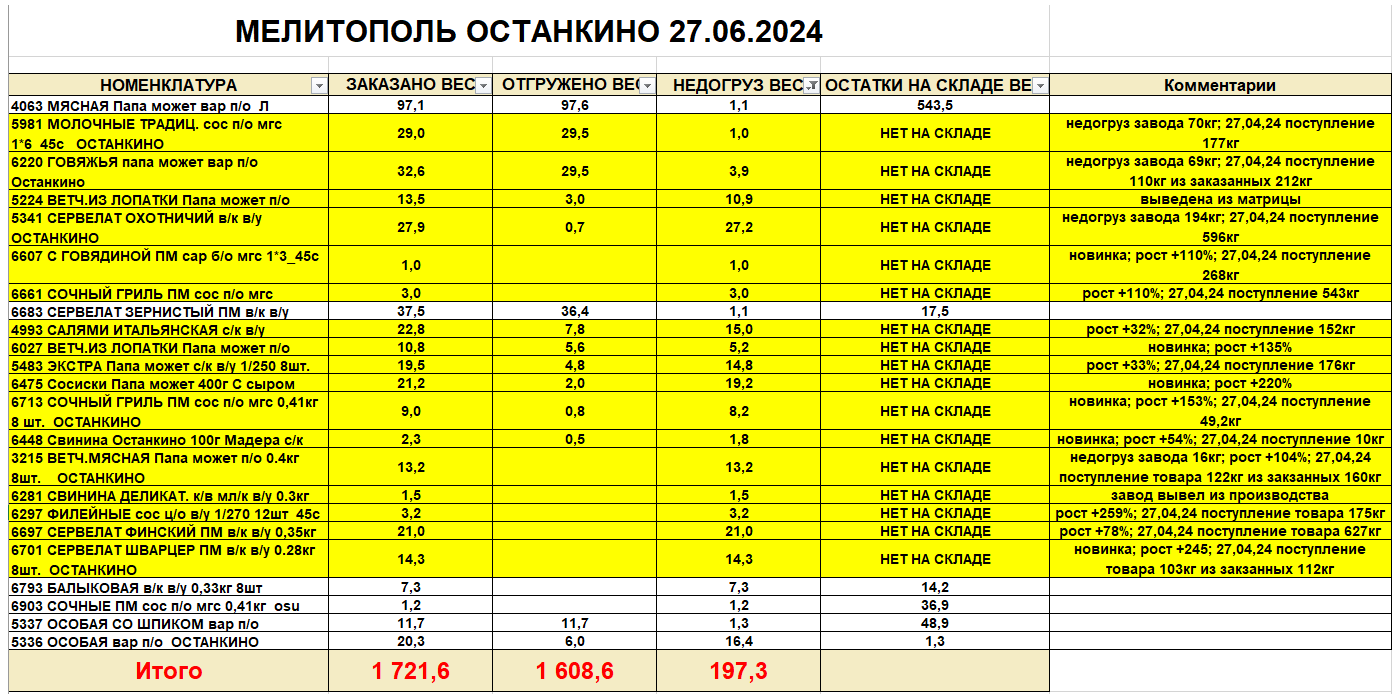 МЕЛИТОПОЛЬ ОСТАНКИНО 27.06.2024
НОМЕНКЛАТУРА ЗАКАЗАНО ВЕС ОТГРУЖЕНО ВЕС НЕДОГРУЗ ВЕС ОСТАТКИ НА СКЛАДЕ ВЕ Комментарии
4063 МЯСНАЯ Папа может вар п/о Л 97,1 97,6 1,1 543,5
5981 МОЛОЧНЫЕ ТРАДИЦ. сос п/о мгс
1*6_45с ОСТАНКИНО 29,0 29,5 1,0 НЕТ НА СКЛАДЕ недогруз завода 70кг; 27,04,24 поступление
177кг
6220 ГОВЯЖЬЯ папа может вар п/о
Останкино 32,6 29,5 3,9 НЕТ НА СКЛАДЕ недогруз завода 69кг; 27,04,24 поступление
110кг из заказанных 212кг
5224 ВЕТЧ.ИЗ ЛОПАТКИ Папа может п/о 13,5 3,0 10,9 НЕТ НА СКЛАДЕ выведена из матрицы
5341 СЕРВЕЛАТ ОХОТНИЧИЙ в/к в/у
ОСТАНКИНО 27,9 0,7 27,2 НЕТ НА СКЛАДЕ недогруз завода 194кг; 27,04,24 поступление
596кг
6607 С ГОВЯДИНОЙ ПМ сар б/о мгс 1*3_45с 1,0 1,0 НЕТ НА СКЛАДЕ новинка; рост +110%; 27,04,24 поступление
268кг
6661 СОЧНЫЙ ГРИЛЬ ПМ сос п/о мгс 3,0 3,0 НЕТ НА СКЛАДЕ рост +110%; 27,04,24 поступление 543кг
6683 СЕРВЕЛАТ ЗЕРНИСТЫЙ ПМ в/к в/у 37,5 36,4 1,1 17,5
4993 САЛЯМИ ИТАЛЬЯНСКАЯ с/к в/у 22,8 7,8 15,0 НЕТ НА СКЛАДЕ рост +32%; 27,04,24 поступление 152кг
6027 ВЕТЧ.ИЗ ЛОПАТКИ Папа может п/о 10,8 5,6 5,2 НЕТ НА СКЛАДЕ новинка; рост +135%
5483 ЭКСТРА Папа может с/к в/у 1/250 8шт. 19,5 4,8 14,8 НЕТ НА СКЛАДЕ рост +33%; 27,04,24 поступление 176кг
6475 Сосиски Папа может 400г С сыром 21,2 2,0 19,2 НЕТ НА СКЛАДЕ новинка; рост +220%
6713 СОЧНЫЙ ГРИЛЬ ПМ сос п/о мгс 0,41кг
8 шт. ОСТАНКИНО 9,0 0,8 8,2 НЕТ НА СКЛАДЕ новинка; рост +153%; 27,04,24 поступление
49,2кг
6448 Свинина Останкино 100г Мадера с/к 2,3 0,5 1,8 НЕТ НА СКЛАДЕ новинка; рост +54%; 27,04,24 поступление 10кг
3215 ВЕТЧ.МЯСНАЯ Папа может п/о 0.4кг
8шт. ОСТАНКИНО 13,2 13,2 НЕТ НА СКЛАДЕ недогруз завода 16кг; рост +104%; 27,04,24
поступление товара 122кг из закзанных 160кг
6281 СВИНИНА ДЕЛИКАТ. к/в мл/к в/у 0.3кг 1,5 1,5 НЕТ НА СКЛАДЕ завод вывел из производства
6297 ФИЛЕЙНЫЕ сос ц/о в/у 1/270 12шт_45с 3,2 3,2 НЕТ НА СКЛАДЕ рост +259%; 27,04,24 поступление товара 175кг
6697 СЕРВЕЛАТ ФИНСКИЙ ПМ в/к в/у 0,35кг 21,0 21,0 НЕТ НА СКЛАДЕ рост +78%; 27,04,24 поступление товара 627кг
6701 СЕРВЕЛАТ ШВАРЦЕР ПМ в/к в/у 0.28кг
8шт. ОСТАНКИНО 14,3 14,3 НЕТ НА СКЛАДЕ новинка; рост +245; 27,04,24 поступление
товара 103кг из закзанных 112кг
6793 БАЛЫКОВАЯ в/к в/у 0,33кг 8шт 7,3 7,3 14,2
6903 СОЧНЫЕ ПМ сос п/о мгс 0,41кг_osu 1,2 1,2 36,9
5337 ОСОБАЯ СО ШПИКОМ вар п/о 11,7 11,7 1,3 48,9
5336 ОСОБАЯ вар п/о ОСТАНКИНО 20,3 6,0 16,4 1,3
Итого 1 721,6 1 608,6 197,3